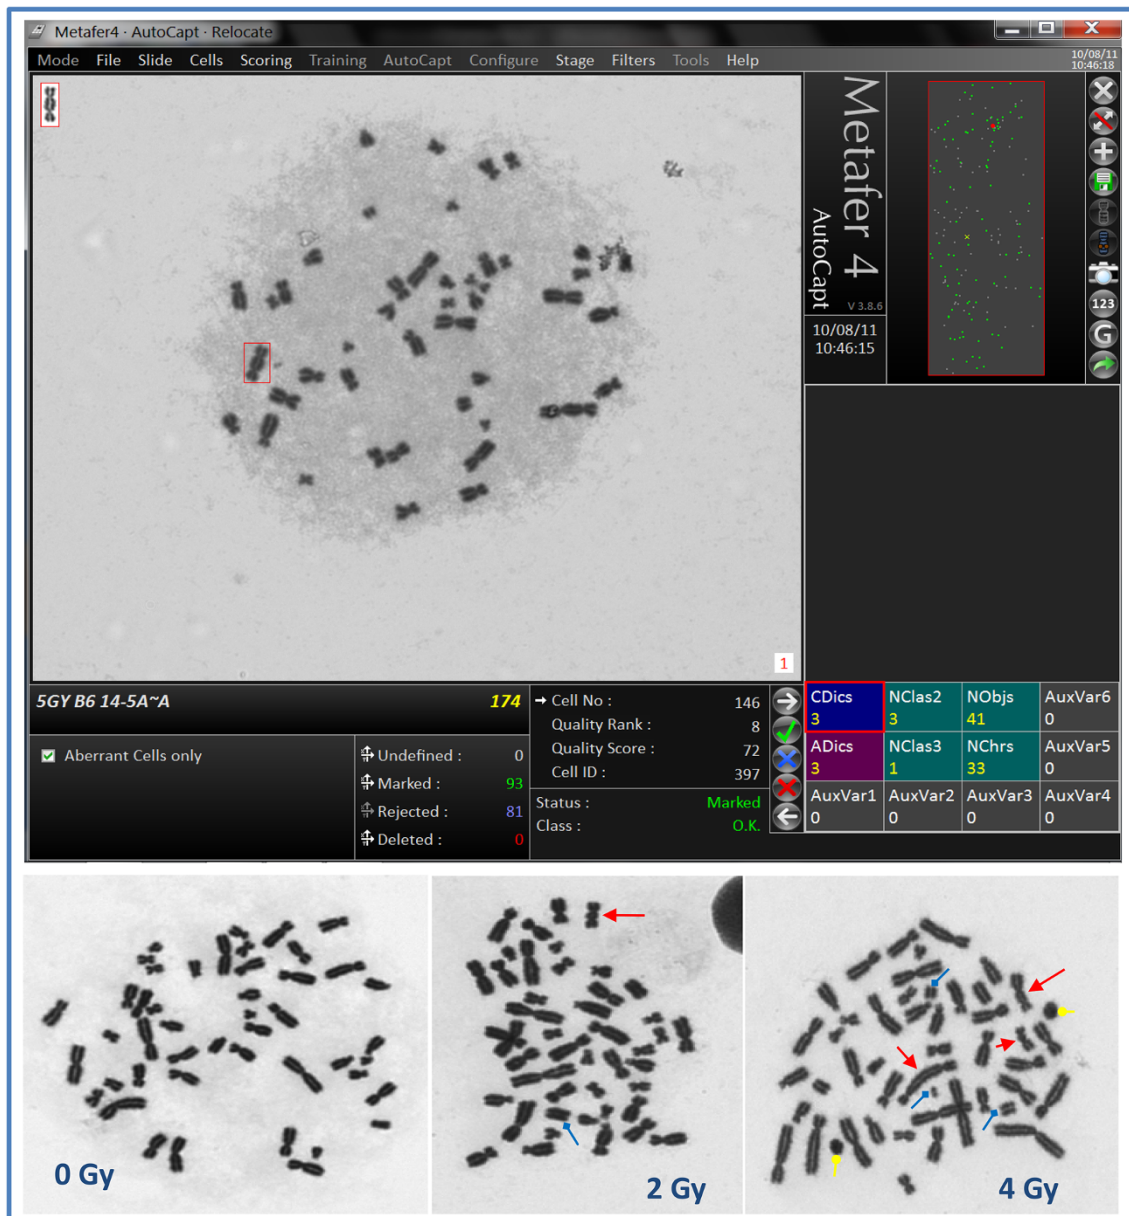 Metafer4 · AutoCapt · Relocate
Mode File Slide Cells Scoring Training AutoCapt Configure Stage Filters Tools Help
10/08/11
10:46:18
Metafer 4
AutoCapt
V 3.8.6
10/08/11
10:46:15
123
G
1
5GY B6 14-5A~A 174
Aberrant Cells only
Undefined : 0
Marked : 93
Rejected : 81
Deleted : 0
Cell No : 146
Quality Rank : 8
Quality Score : 72
Cell ID : 397
Status : Marked
Class : O.K.
CDics NClas2 NObjs AuxVar6
3 3 41 0
ADics NClas3 NChrs AuxVar5
3 1 33 0
AuxVar1 AuxVar2 AuxVar3 AuxVar4
0 0 0 0
0 Gy
2 Gy
4 Gy